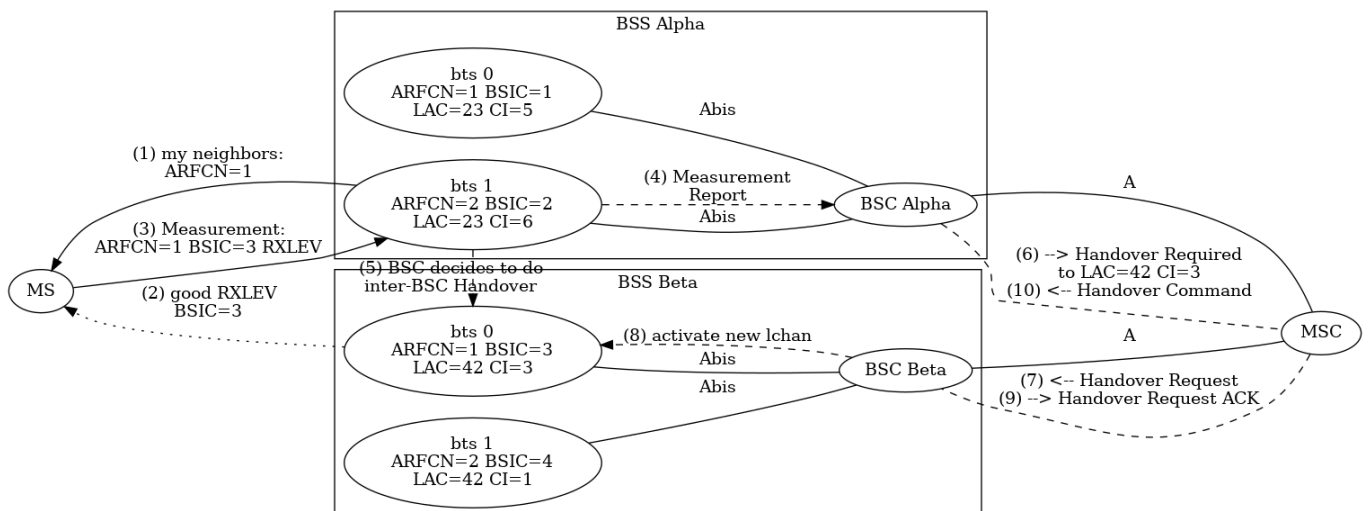 BSS Alpha
bts 0
ARFCN=1 BSIC=1
LAC=23 CI=5
Abis
(1) my neighbors:
ARFCN=1
bts 1
ARFCN=2 BSIC=2
LAC=23 CI=6
(4) Measurement
Report
Abis
BSC Alpha
A
(3) Measurement:
ARFCN=1 BSIC=3 RXLEV
(6) --> Handover Required
to LAC=42 CI=3
(10) <-- Handover Command
(5) BSC decides to do
inter-BSC Handover
BSS Beta
MS
(2) good RXLEV
BSIC=3
bts 0
ARFCN=1 BSIC=3
LAC=42 CI=3
(8) activate new lchan
Abis
BSC Beta
A
MSC
Abis
(7) <-- Handover Request
(9) --> Handover Request ACK
bts 1
ARFCN=2 BSIC=4
LAC=42 CI=1